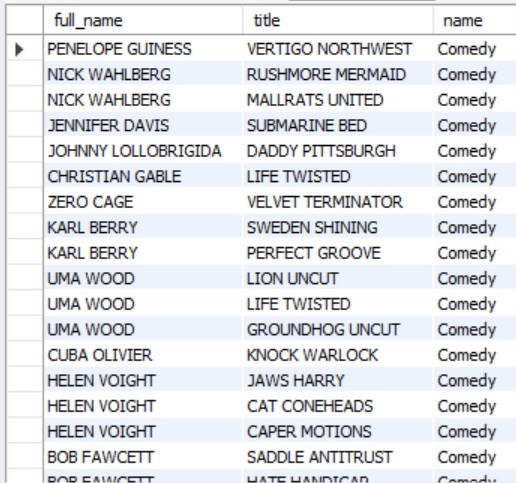 full_name title name
PENELOPE GUINESS VERTIGO NORTHWEST Comedy
NICK WAHLBERG RUSHMORE MERMAID Comedy
NICK WAHLBERG MALLRATS UNITED Comedy
JENNIFER DAVIS SUBMARINE BED Comedy
JOHNNY LOLLOBRIGIDA DADDY PITTSBURGH Comedy
CHRISTIAN GABLE LIFE TWISTED Comedy
ZERO CAGE VELVET TERMINATOR Comedy
KARL BERRY SWEDEN SHINING Comedy
KARL BERRY PERFECT GROOVE Comedy
UMA WOOD LION UNCUT Comedy
UMA WOOD LIFE TWISTED Comedy
UMA WOOD GROUNDHOG UNCUT Comedy
CUBA OLIVIER KNOCK WARLOCK Comedy
HELEN VOIGHT JAWS HARRY Comedy
HELEN VOIGHT CAT CONEHEADS Comedy
HELEN VOIGHT CAPER MOTIONS Comedy
BOB FAWCETT SADDLE ANTITRUST Comedy
BOB FAWCETT HATE HANDICAP Comedy